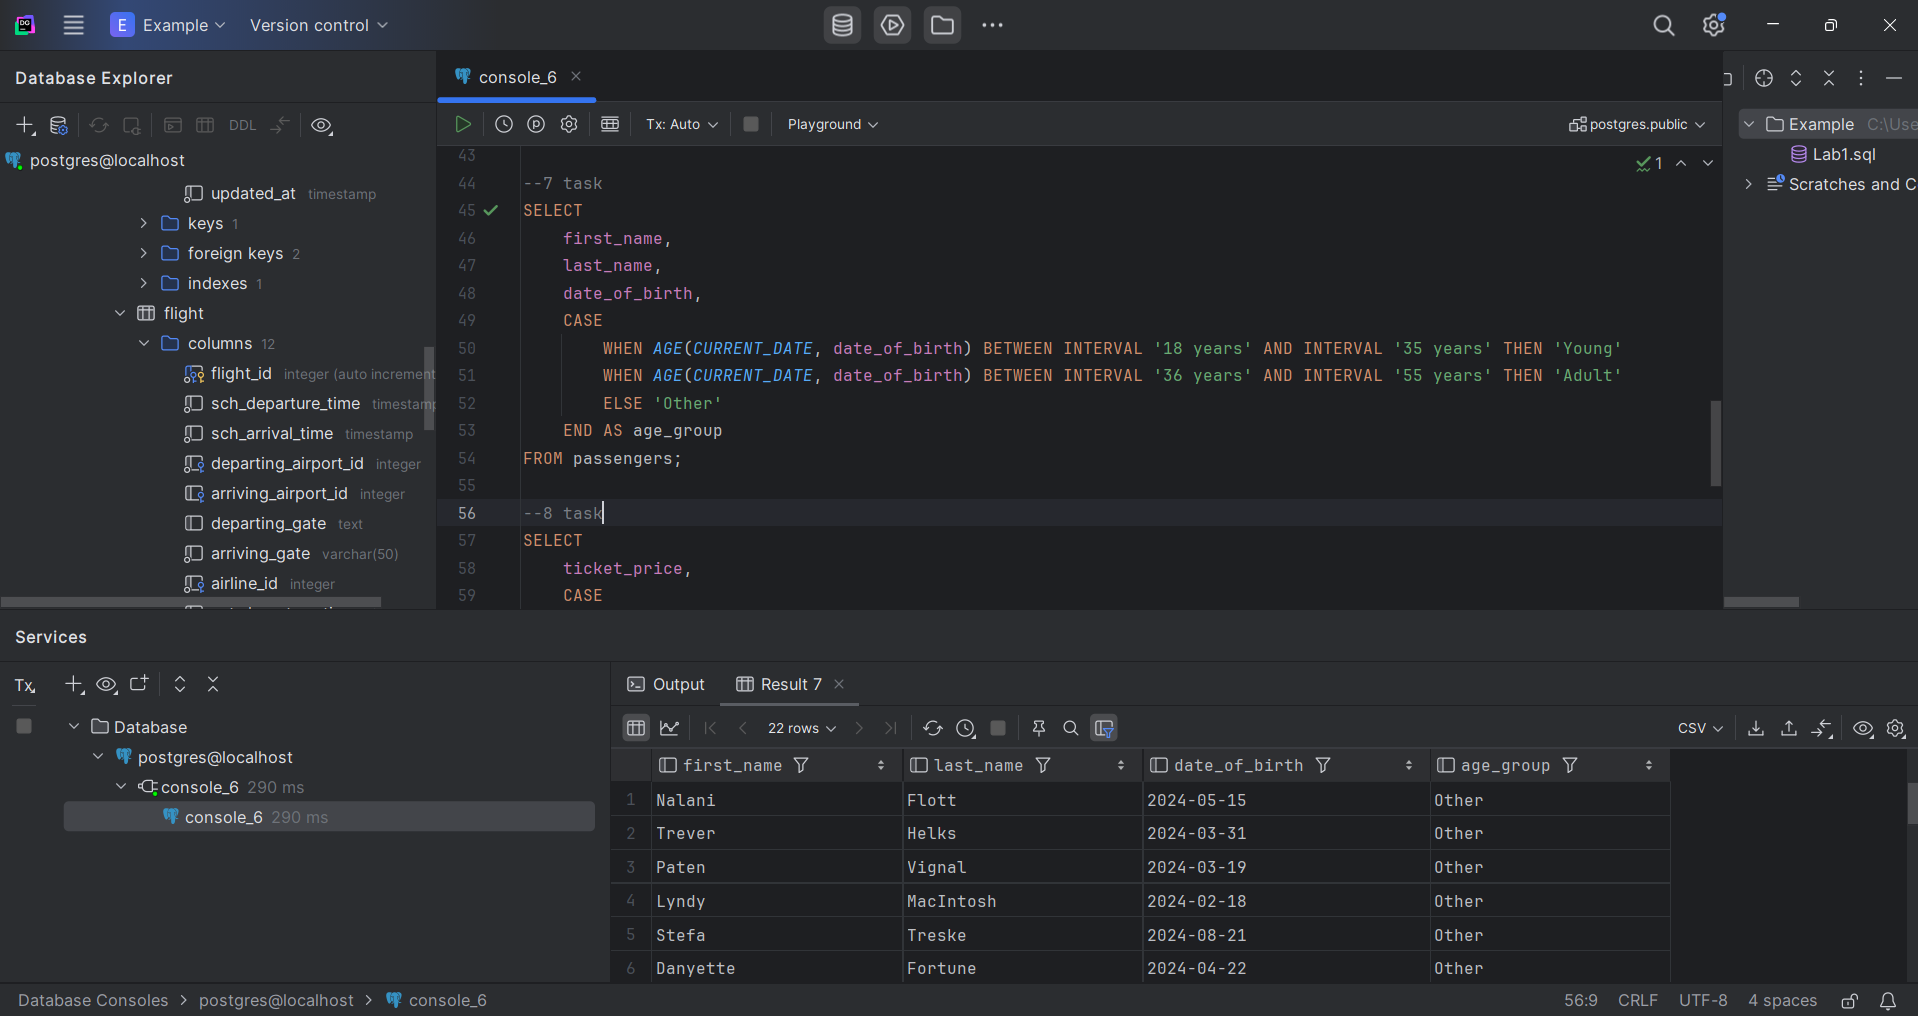 DG
E Example
Version control
Database Explorer
DDL
postgres@localhost
updated_at timestamp
keys 1
foreign keys 2
indexes 1
flight
columns 12
flight_id integer (auto increment
sch_departure_time timestamp
sch_arrival_time timestamp
departing_airport_id integer
arriving_airport_id integer
departing_gate text
arriving_gate varchar(50)
airline_id integer
console_6
Tx: Auto
Playground
postgres.public
1
43
44 --7 task
45 SELECT
46 first_name,
47 last_name,
48 date_of_birth,
49 CASE
50 WHEN AGE(CURRENT_DATE, date_of_birth) BETWEEN INTERVAL '18 years' AND INTERVAL '35 years' THEN 'Young'
51 WHEN AGE(CURRENT_DATE, date_of_birth) BETWEEN INTERVAL '36 years' AND INTERVAL '55 years' THEN 'Adult'
52 ELSE 'Other'
53 END AS age_group
54 FROM passengers;
55
56 --8 task
57 SELECT
58 ticket_price,
59 CASE
Example C:\Use
Lab1.sql
Scratches and C
Services
Tx
Database
postgres@localhost
console_6 290 ms
console_6 290 ms
Output
Result 7
22 rows
CSV
first_name last_name date_of_birth age_group
1 Nalani Flott 2024-05-15 Other
2 Trever Helks 2024-03-31 Other
3 Paten Vignal 2024-03-19 Other
4 Lyndy MacIntosh 2024-02-18 Other
5 Stefa Treske 2024-08-21 Other
6 Danyette Fortune 2024-04-22 Other
Database Consoles > postgres@localhost > console_6
56:9 CRLF UTF-8 4 spaces